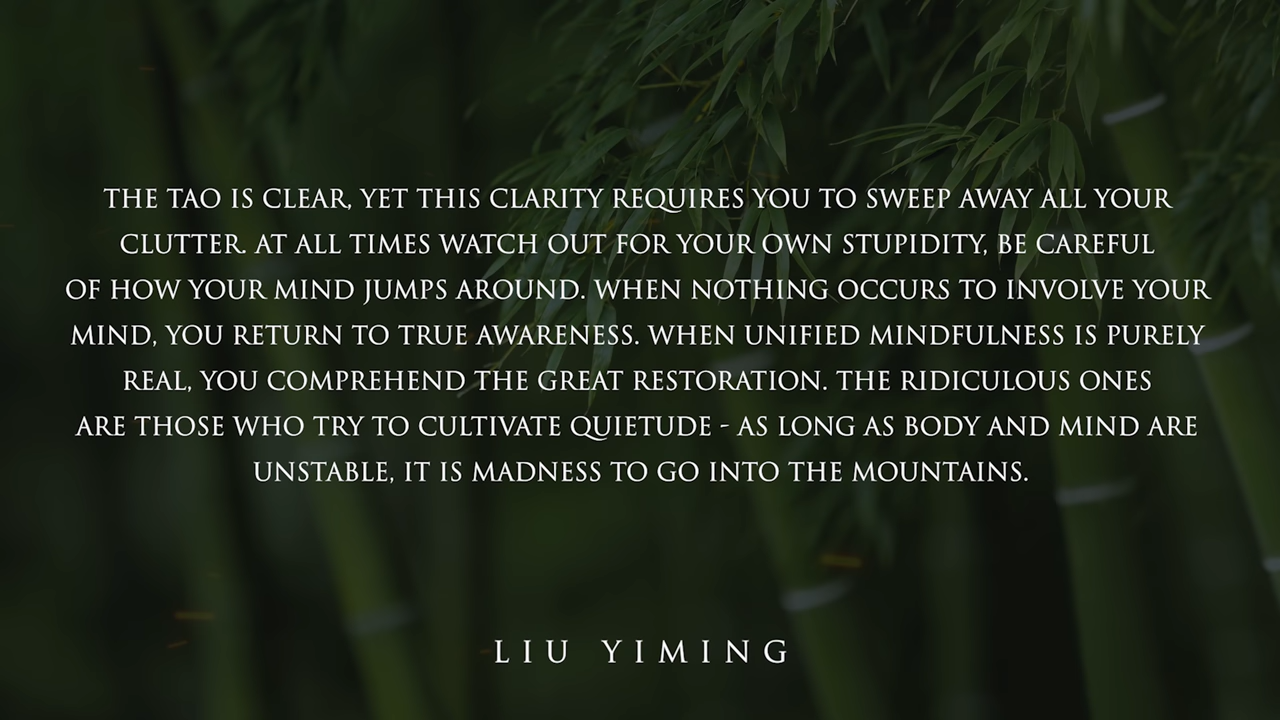 THE TAO IS CLEAR, YET THIS CLARITY REQUIRES YOU TO SWEEP AWAY ALL YOUR
CLUTTER. AT ALL TIMES WATCH OUT FOR YOUR OWN STUPIDITY, BE CAREFUL
OF HOW YOUR MIND JUMPS AROUND. WHEN NOTHING OCCURS TO INVOLVE YOUR
MIND, YOU RETURN TO TRUE AWARENESS. WHEN UNIFIED MINDFULNESS IS PURELY
REAL, YOU COMPREHEND THE GREAT RESTORATION. THE RIDICULOUS ONES
ARE THOSE WHO TRY TO CULTIVATE QUIETUDE - AS LONG AS BODY AND MIND ARE
UNSTABLE, IT IS MADNESS TO GO INTO THE MOUNTAINS.
LIU YIMING